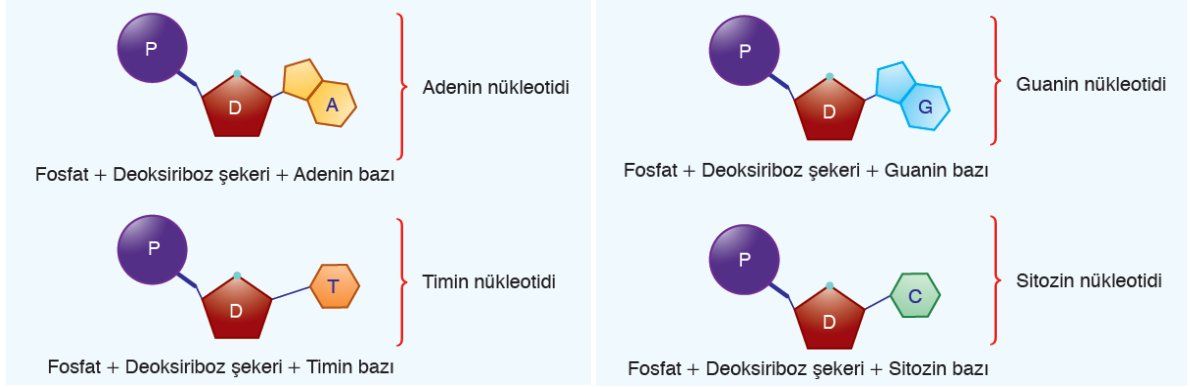 P
D
A
Adenin nükleotidi
Fosfat + Deoksiriboz şekeri + Adenin bazı
P
D
G
Guanin nükleotidi
Fosfat + Deoksiriboz şekeri + Guanin bazı
P
D
T
Timin nükleotidi
Fosfat + Deoksiriboz şekeri + Timin bazı
P
D
C
Sitozin nükleotidi
Fosfat + Deoksiriboz şekeri + Sitozin bazı